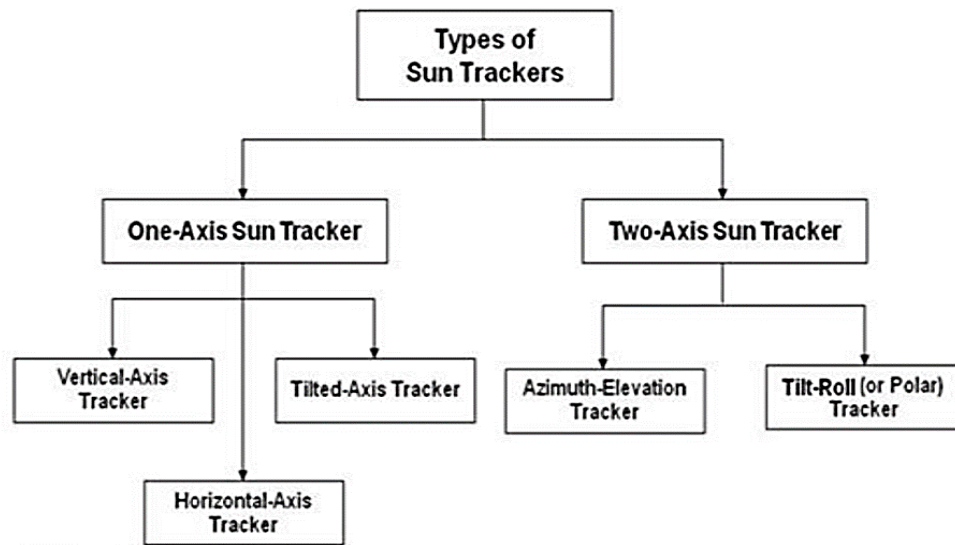 Types of
Sun Trackers
One-Axis Sun Tracker
Two-Axis Sun Tracker
Vertical-Axis
Tracker
Tilted-Axis Tracker
Azimuth-Elevation
Tracker
Tilt-Roll (or Polar)
Tracker
Horizontal-Axis
Tracker